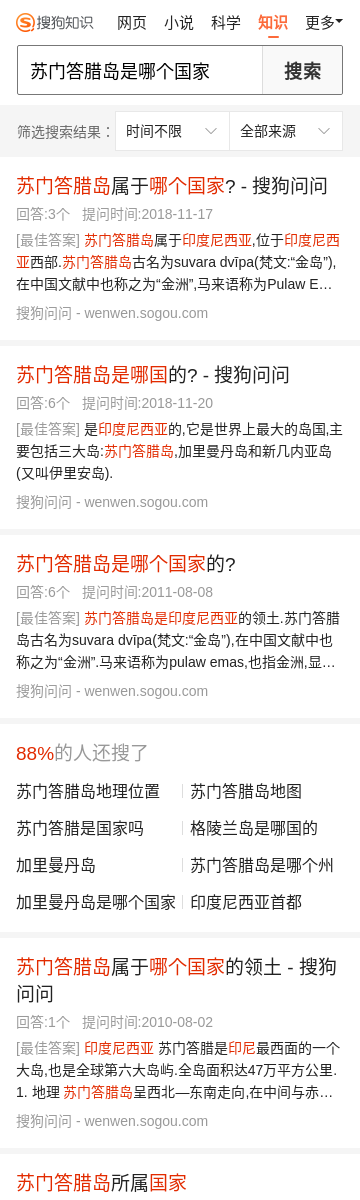 搜狗知识 网页 小说 科学 知识 更多
苏门答腊岛是哪个国家 搜索
筛选搜索结果： 时间不限 全部来源
苏门答腊岛属于哪个国家? - 搜狗问问
回答:3个 提问时间:2018-11-17
[最佳答案] 苏门答腊岛属于印度尼西亚,位于印度尼西
亚西部.苏门答腊岛古名为suvara dvīpa(梵文:“金岛”),
在中国文献中也称之为“金洲”,马来语称为Pulaw E…
搜狗问问 - wenwen.sogou.com
苏门答腊岛是哪国的? - 搜狗问问
回答:6个 提问时间:2018-11-20
[最佳答案] 是印度尼西亚的,它是世界上最大的岛国,主
要包括三大岛:苏门答腊岛,加里曼丹岛和新几内亚岛
(又叫伊里安岛).
搜狗问问 - wenwen.sogou.com
苏门答腊岛是哪个国家的?
回答:6个 提问时间:2011-08-08
[最佳答案] 苏门答腊岛是印度尼西亚的领土.苏门答腊
岛古名为suvara dvīpa(梵文:“金岛”),在中国文献中也
称之为“金洲”.马来语称为pulaw emas,也指金洲,显…
搜狗问问 - wenwen.sogou.com
88%的人还搜了
苏门答腊岛地理位置 苏门答腊岛地图
苏门答腊是国家吗 格陵兰岛是哪国的
加里曼丹岛 苏门答腊岛是哪个州
加里曼丹岛是哪个国家 印度尼西亚首都
苏门答腊岛属于哪个国家的领土 - 搜狗
问问
回答:1个 提问时间:2010-08-02
[最佳答案] 印度尼西亚 苏门答腊是印尼最西面的一个
大岛,也是全球第六大岛屿.全岛面积达47万平方公里.
1. 地理 苏门答腊岛呈西北—东南走向,在中间与赤…
搜狗问问 - wenwen.sogou.com
苏门答腊岛所属国家